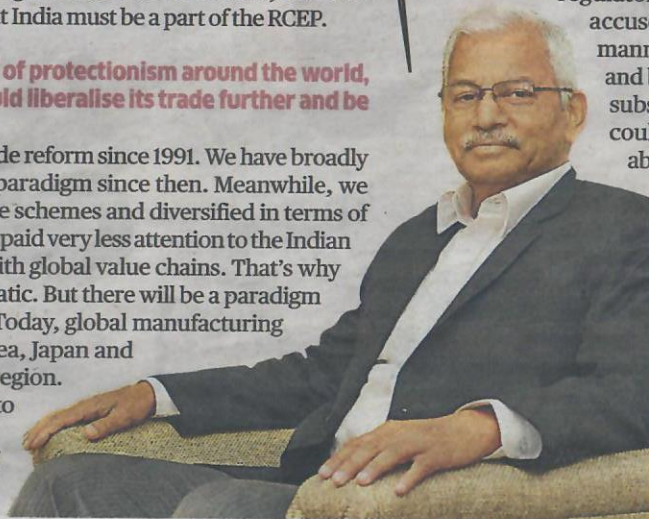 t India must be a part of the RCEP.
of protectionism around the world,
ld liberalise its trade further and be
de reform since 1991. We have broadly
paradigm since then. Meanwhile, we
e schemes and diversified in terms of
paid very less attention to the Indian
ith global value chains. That's why
atic. But there will be a paradigm
Today, global manufacturing
ea, Japan and
egion.
to
accus
mann
and
subs
cou
ab